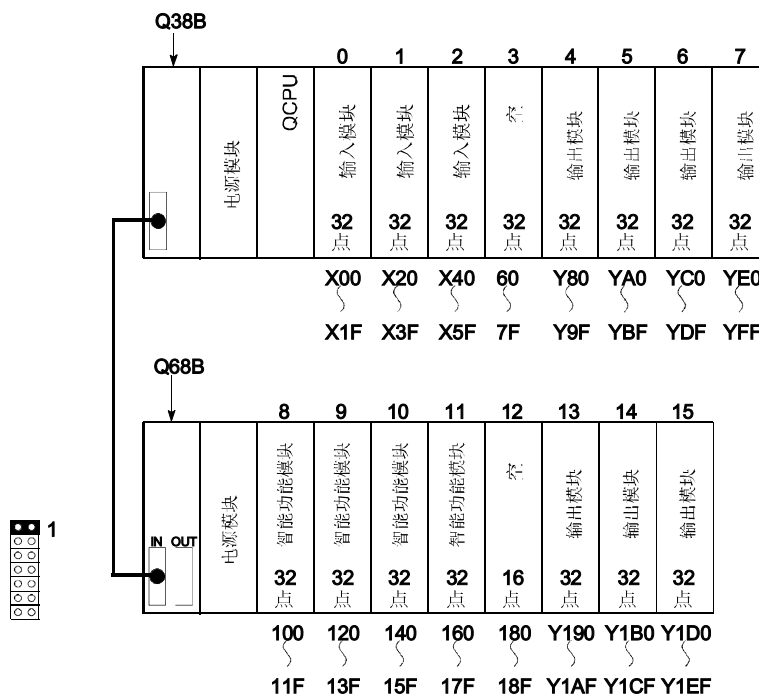 Q38B
0 1 2 3 4 5 6 7
电源模块 QCPU 输入模块 输入模块 输入模块 空 输出模块 输出模块 输出模块 输出模块
32 32 32 32 32 32 32 32
点 点 点 点 点 点 点 点
X00 X20 X40 60 Y80 YA0 YC0 YE0
X1F X3F X5F 7F Y9F YBF YDF YFF
Q68B
8 9 10 11 12 13 14 15
电源模块 智能功能模块 智能功能模块 智能功能模块 智能功能模块 空 输出模块 输出模块 输出模块
1 IN OUT
32 32 32 32 16 32 32 32
点 点 点 点 点 点 点 点
100 120 140 160 180 Y190 Y1B0 Y1D0
11F 13F 15F 17F 18F Y1AF Y1CF Y1EF